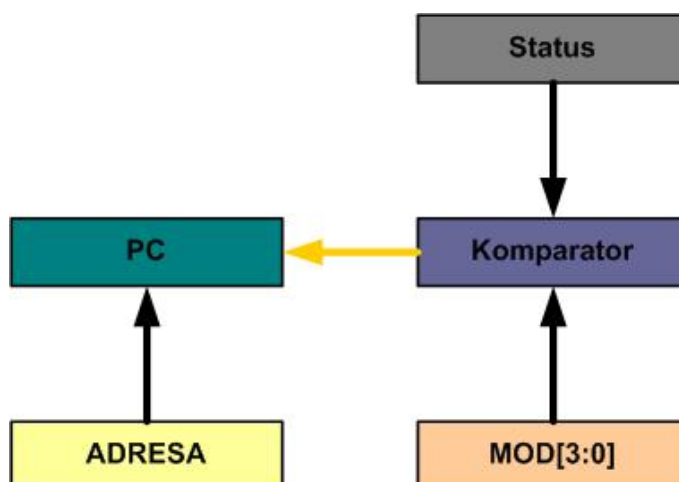 Status
PC
Komparator
ADRESA
MOD[3:0]